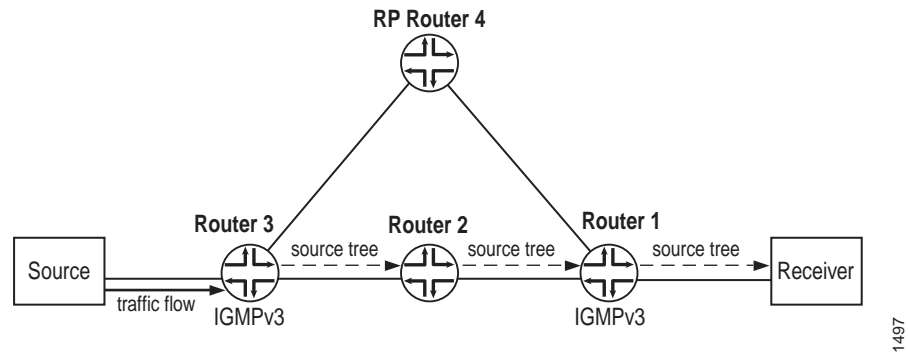 RP Router 4
Router 3
Router 2
Router 1
source tree
source tree
source tree
Source
Receiver
traffic flow
IGMPv3
IGMPv3
1497